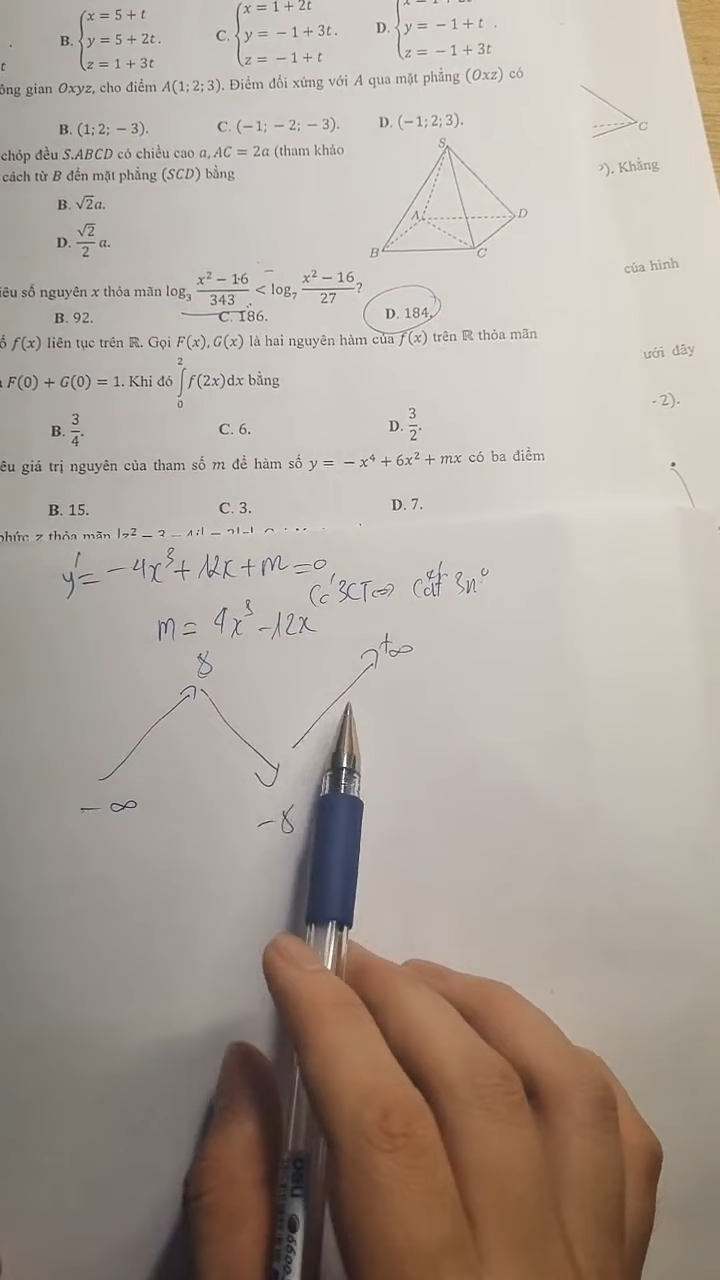 B. { x = 5 + t
y = 5 + 2t.
z = 1 + 3t
C. { x = 1 + 2t
y = − 1 + 3t.
z = − 1 + t
D. { y = − 1 + t .
z = − 1 + 3t
t
ông gian Oxyz, cho điểm A(1; 2; 3). Điểm đối xứng với A qua mặt phẳng (Oxz) có
B. (1; 2; − 3). C. (−1; − 2; − 3). D. (−1; 2; 3).
chóp đều S.ABCD có chiều cao a, AC = 2a (tham khảo
cách từ B đến mặt phẳng (SCD) bằng
B. √2a.
D. √2/2 a.
S
A
D
B
C
C
Khẳng
của hình
ưới đây
- 2).
iêu số nguyên x thỏa mãn log₃ (x² − 16)/343 < log₇ (x² − 16)/27?
B. 92. C. 186. D. 184.
ố f(x) liên tục trên ℝ. Gọi F(x), G(x) là hai nguyên hàm của f(x) trên ℝ thỏa mãn
F(0) + G(0) = 1. Khi đó ∫₀² f(2x)dx bằng
B. 3/4. C. 6. D. 3/2.
êu giá trị nguyên của tham số m để hàm số y = − x⁴ + 6x² + mx có ba điểm
B. 15. C. 3. D. 7.
phức z thỏa mãn
y' = −4x³ + 12x + m = 0
Có 3CT ⇔ cắt 3n⁰
m = 4x³ − 12x
8
+∞
− ∞
−8